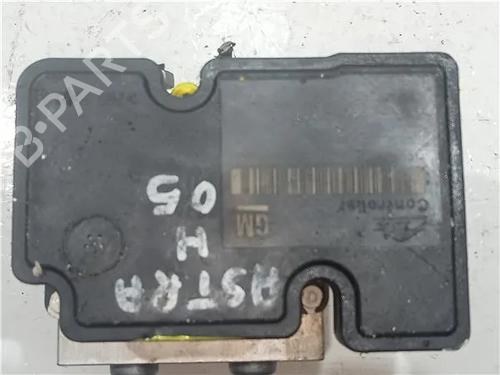 ASTRA
H
05
GM
Controller
B-PARTS